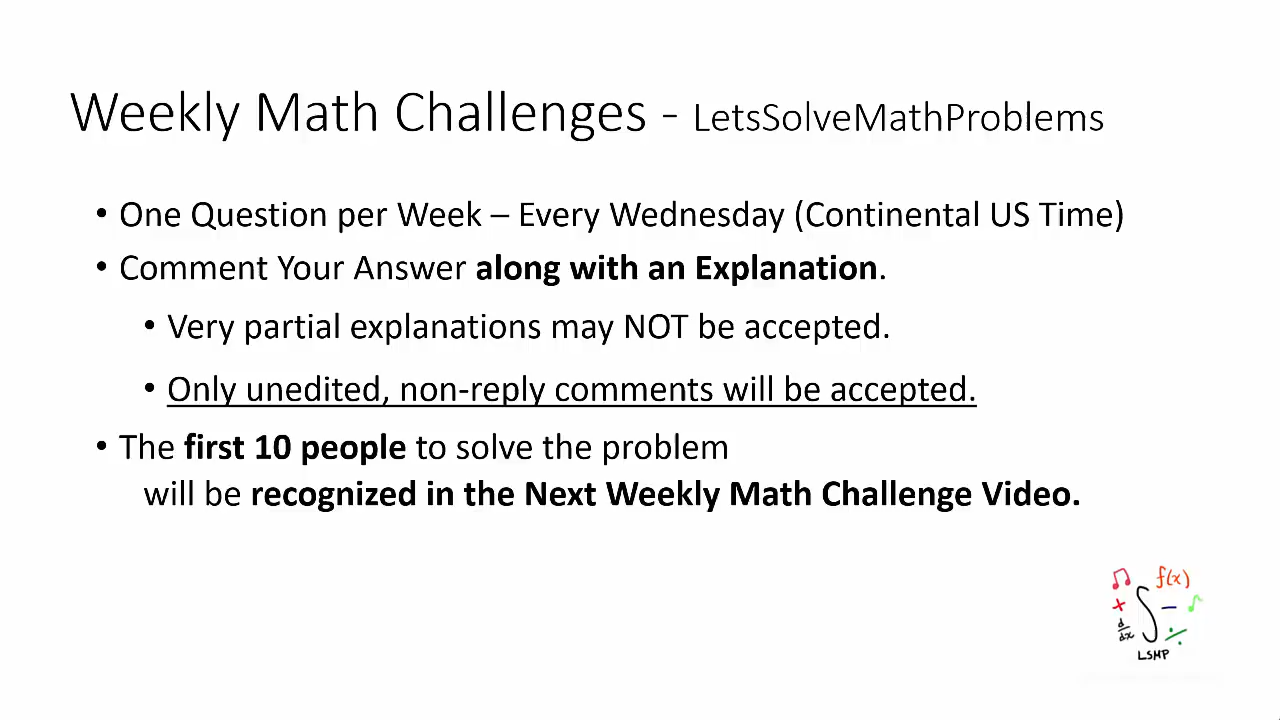 Weekly Math Challenges - LetsSolveMathProblems
• One Question per Week – Every Wednesday (Continental US Time)
• Comment Your Answer along with an Explanation.
• Very partial explanations may NOT be accepted.
• Only unedited, non-reply comments will be accepted.
• The first 10 people to solve the problem
will be recognized in the Next Weekly Math Challenge Video.
f(x)
+ ∫ −
d/dx ÷
LSMP